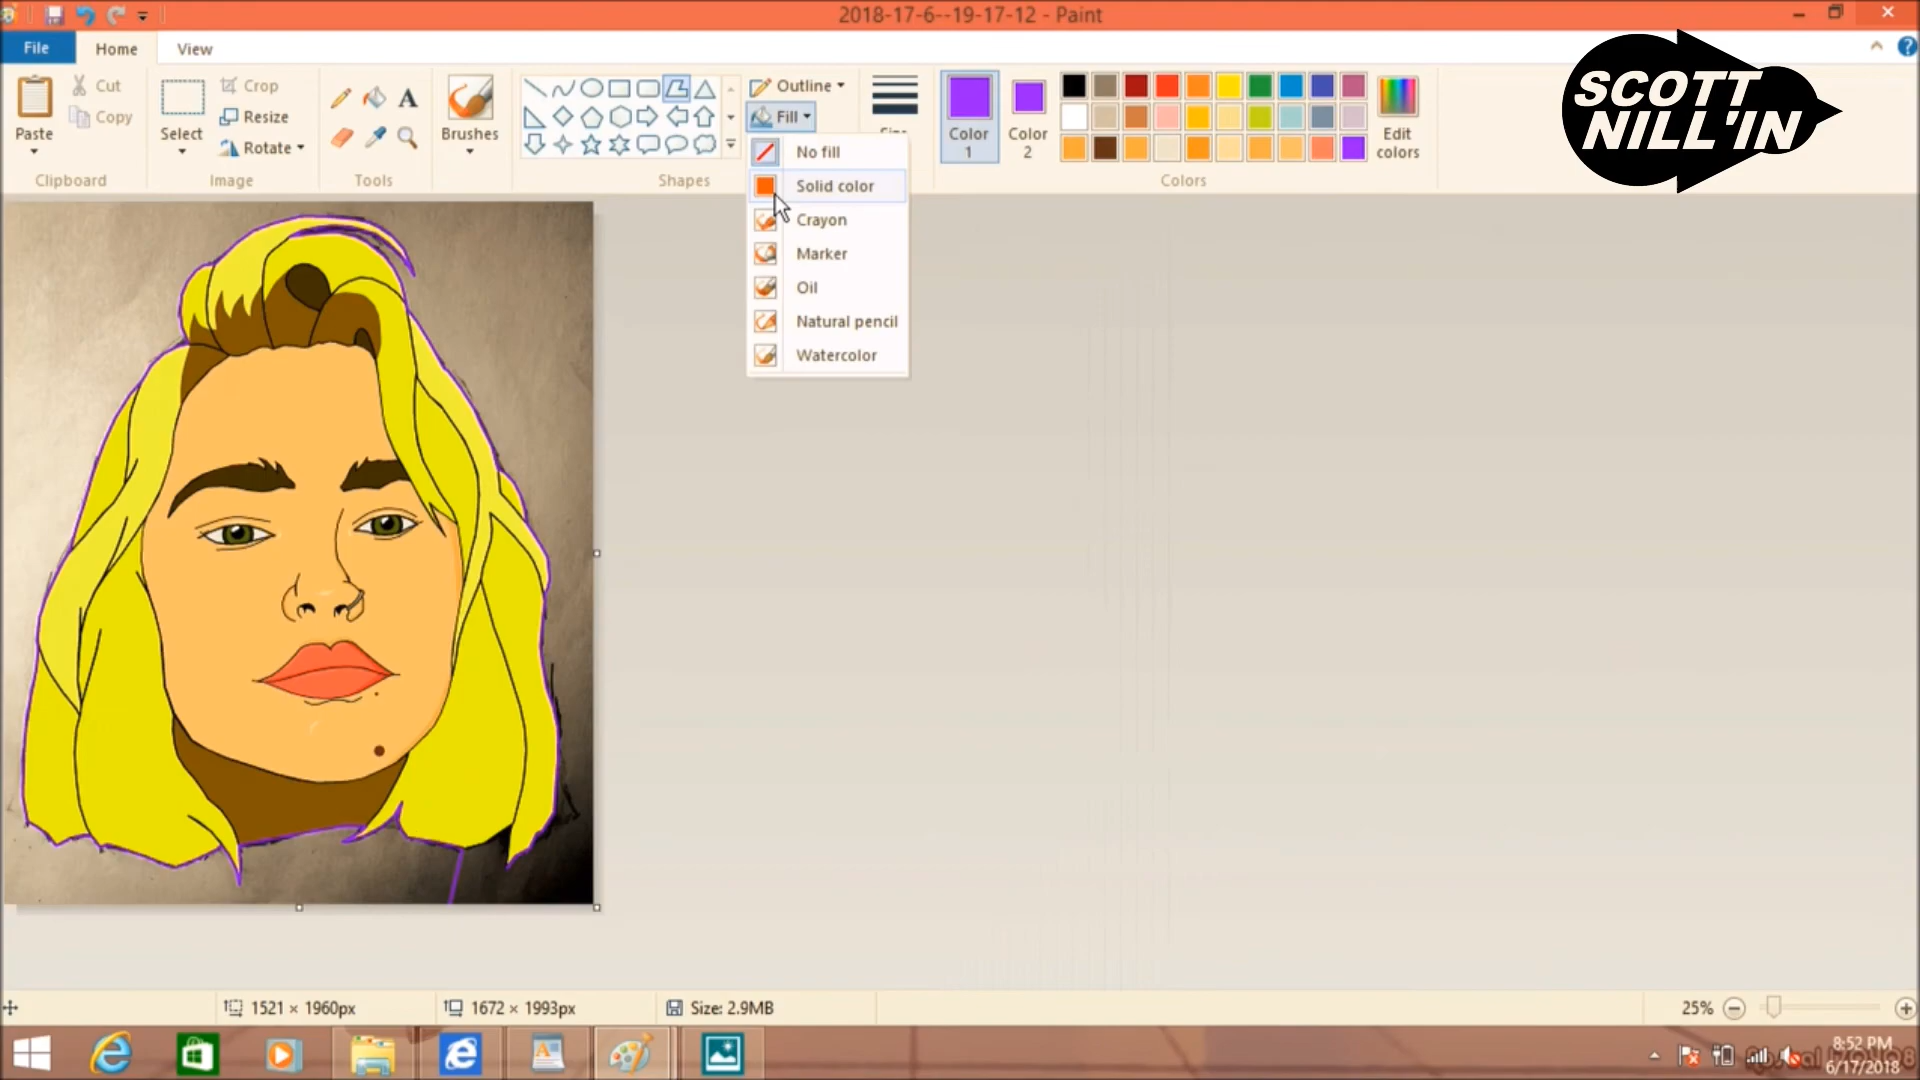 2018-17-6--19-17-12 - Paint
File
Home
View
Paste
Cut
Copy
Clipboard
Select
Crop
Resize
Rotate
Image
A
Tools
Brushes
Shapes
Outline
Fill
No fill
Solid color
Crayon
Marker
Oil
Natural pencil
Watercolor
Color
1
Color
2
Edit
colors
Colors
SCOTT
NILL'IN
1521 × 1960px
1672 × 1993px
Size: 2.9MB
25%
8:52 PM
6/17/2018